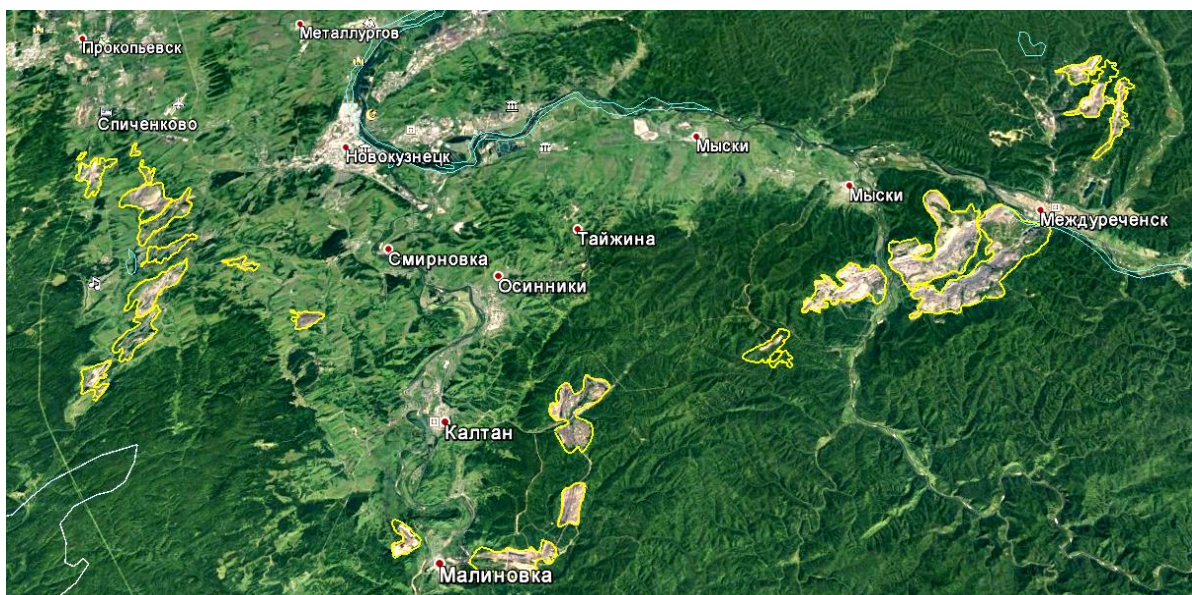 Металлургов
Прокопьевск
Спиченково
Новокузнецк
Мыски
Мыски
Междуреченск
Тайжина
Смирновка
Осинники
Калтан
Малиновка